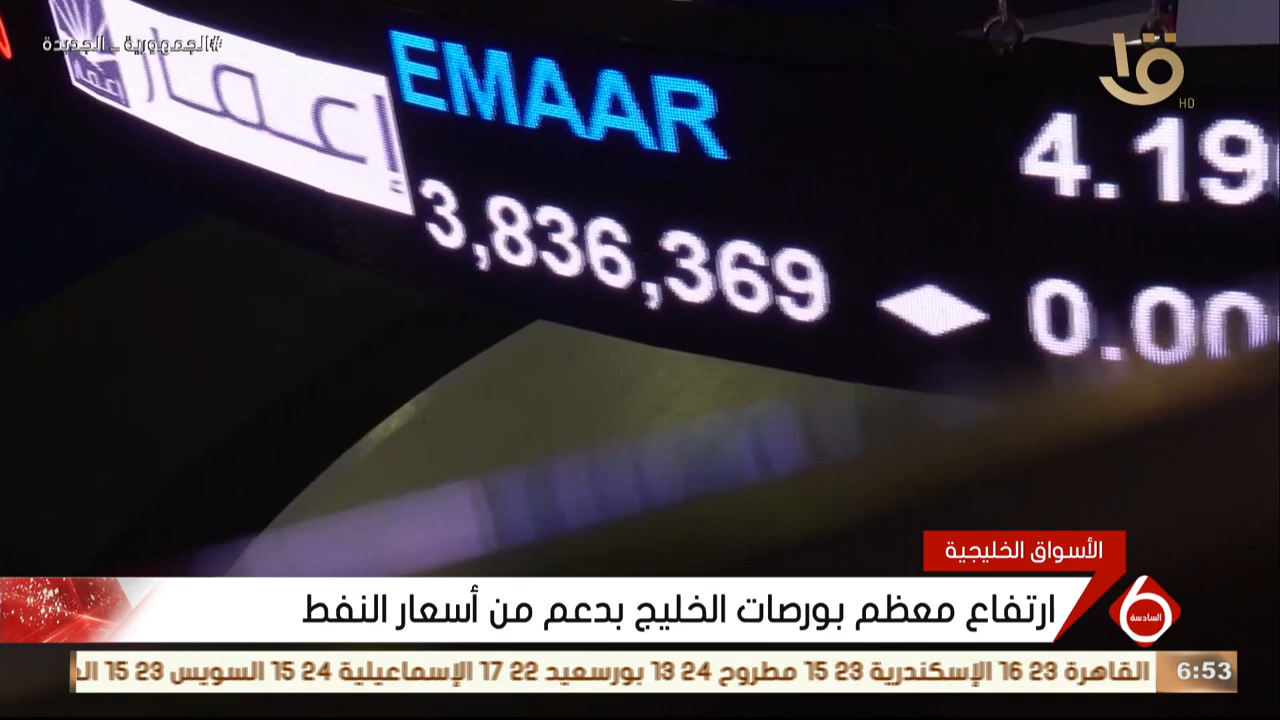 #الجمهورية_الجديدة
HD
إعمار
EMAAR
4.19
3,836,369
0.00
الأسواق الخليجية
ارتفاع معظم بورصات الخليج بدعم من أسعار النفط
السادسة
6:53
القاهرة 23 16 الإسكندرية 23 15 مطروح 24 13 بورسعيد 22 17 الإسماعيلية 24 15 السويس 23 15